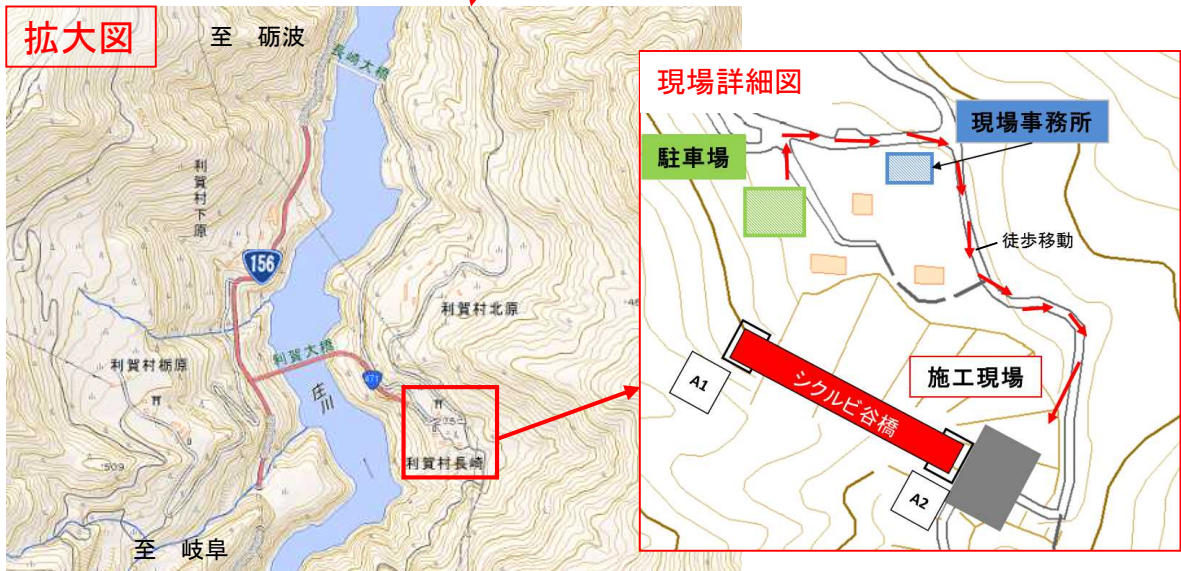 拡大図
至 砺波
長崎大橋
利賀村下原
156
利賀村北原
利賀大橋
利賀村栃原
471
庄川
利賀村長崎
509
至 岐阜
現場詳細図
現場事務所
駐車場
徒歩移動
施工現場
シクルビ谷橋
A1
A2